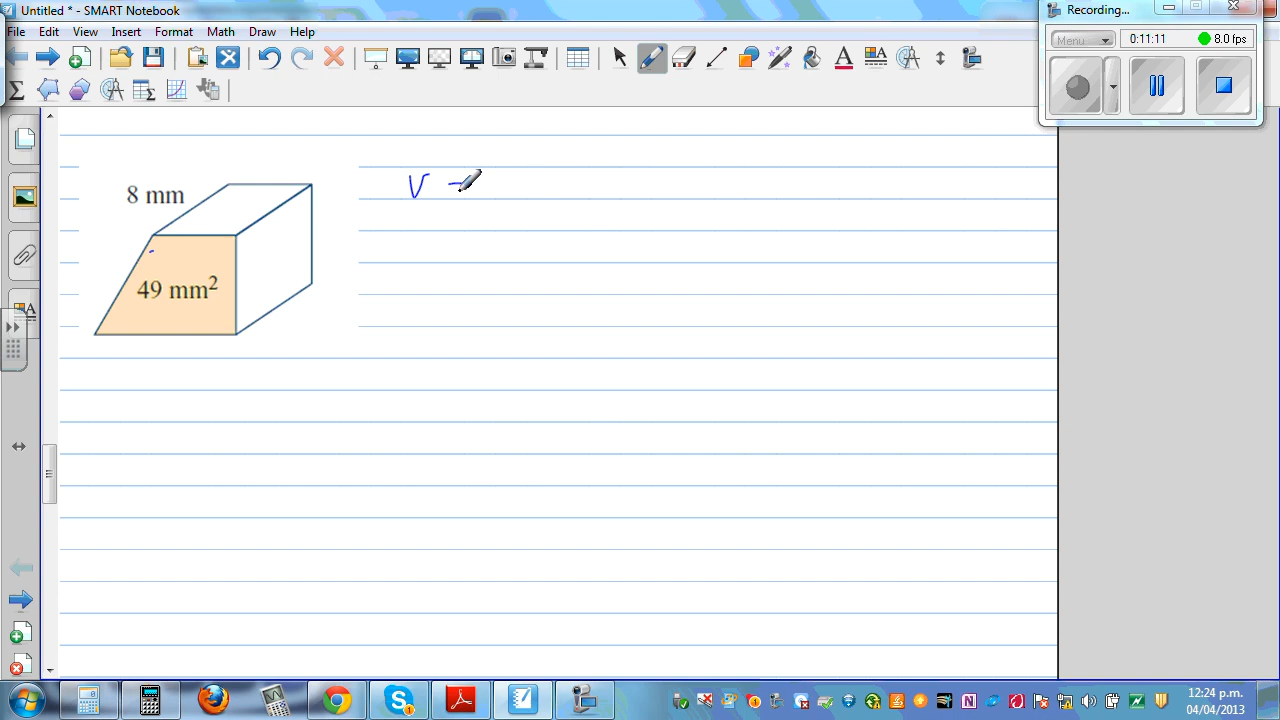 Untitled * - SMART Notebook
Recording...
File Edit View Insert Format Math Draw Help
Menu
0:11:11
8.0 fps
V
8 mm
49 mm²
12:24 p.m.
04/04/2013